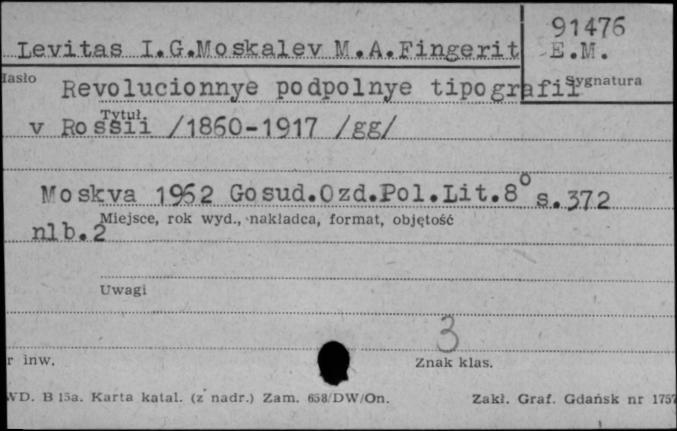 91476
Levitas I.G.Moskalev M.A.Fingerit E.M.
Hasło
Sygnatura
Revolucionnye podpolnye tipografii
Tytuł
v Rossii /1860-1917 /gg/
Moskva 1962 Gosud.Ozd.Pol.Lit.8° s.372
Miejsce, rok wyd., nakładca, format, objętość
nlb.2
Uwagi
3
r inw.
Znak klas.
WD. B 15a. Karta katal. (z nadr.) Zam. 658/DW/On.
Zakł. Graf. Gdańsk nr 1757